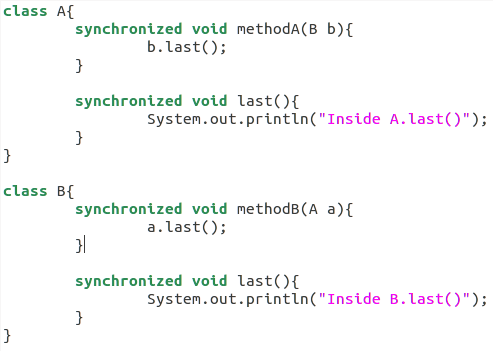 class A{
        synchronized void methodA(B b){
                b.last();
        }

        synchronized void last(){
                System.out.println("Inside A.last()");
        }
}

class B{
        synchronized void methodB(A a){
                a.last();
        }

        synchronized void last(){
                System.out.println("Inside B.last()");
        }
}